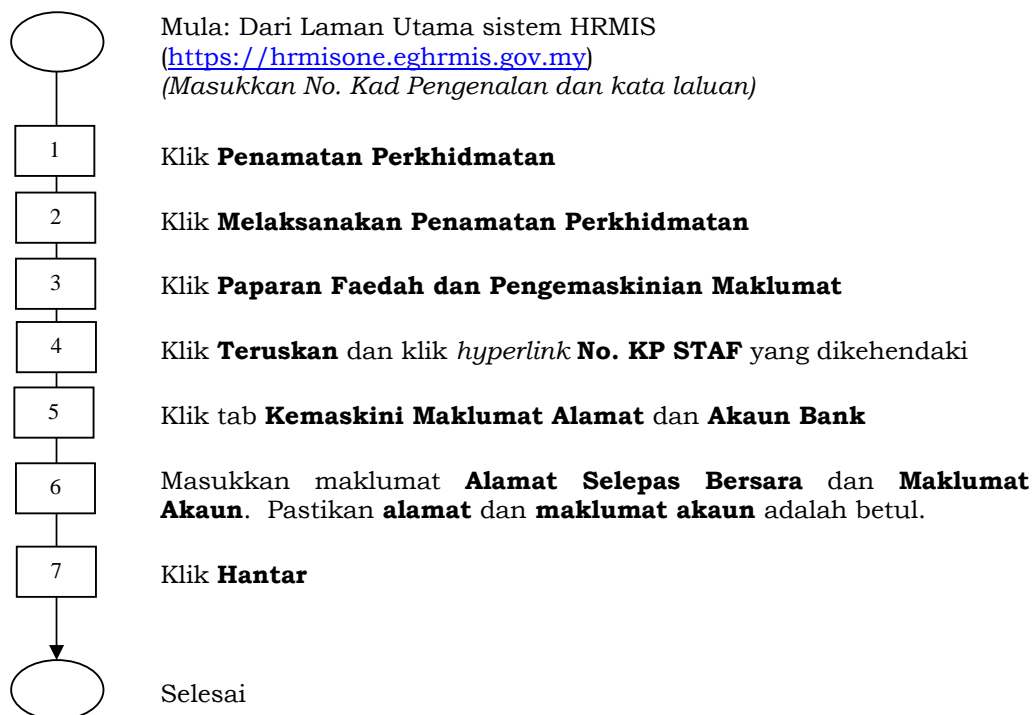 Mula: Dari Laman Utama sistem HRMIS
(https://hrmisone.eghrmis.gov.my)
(Masukkan No. Kad Pengenalan dan kata laluan)
1
Klik Penamatan Perkhidmatan
2
Klik Melaksanakan Penamatan Perkhidmatan
3
Klik Paparan Faedah dan Pengemaskinian Maklumat
4
Klik Teruskan dan klik hyperlink No. KP STAF yang dikehendaki
5
Klik tab Kemaskini Maklumat Alamat dan Akaun Bank
6
Masukkan maklumat Alamat Selepas Bersara dan Maklumat
Akaun. Pastikan alamat dan maklumat akaun adalah betul.
7
Klik Hantar
Selesai